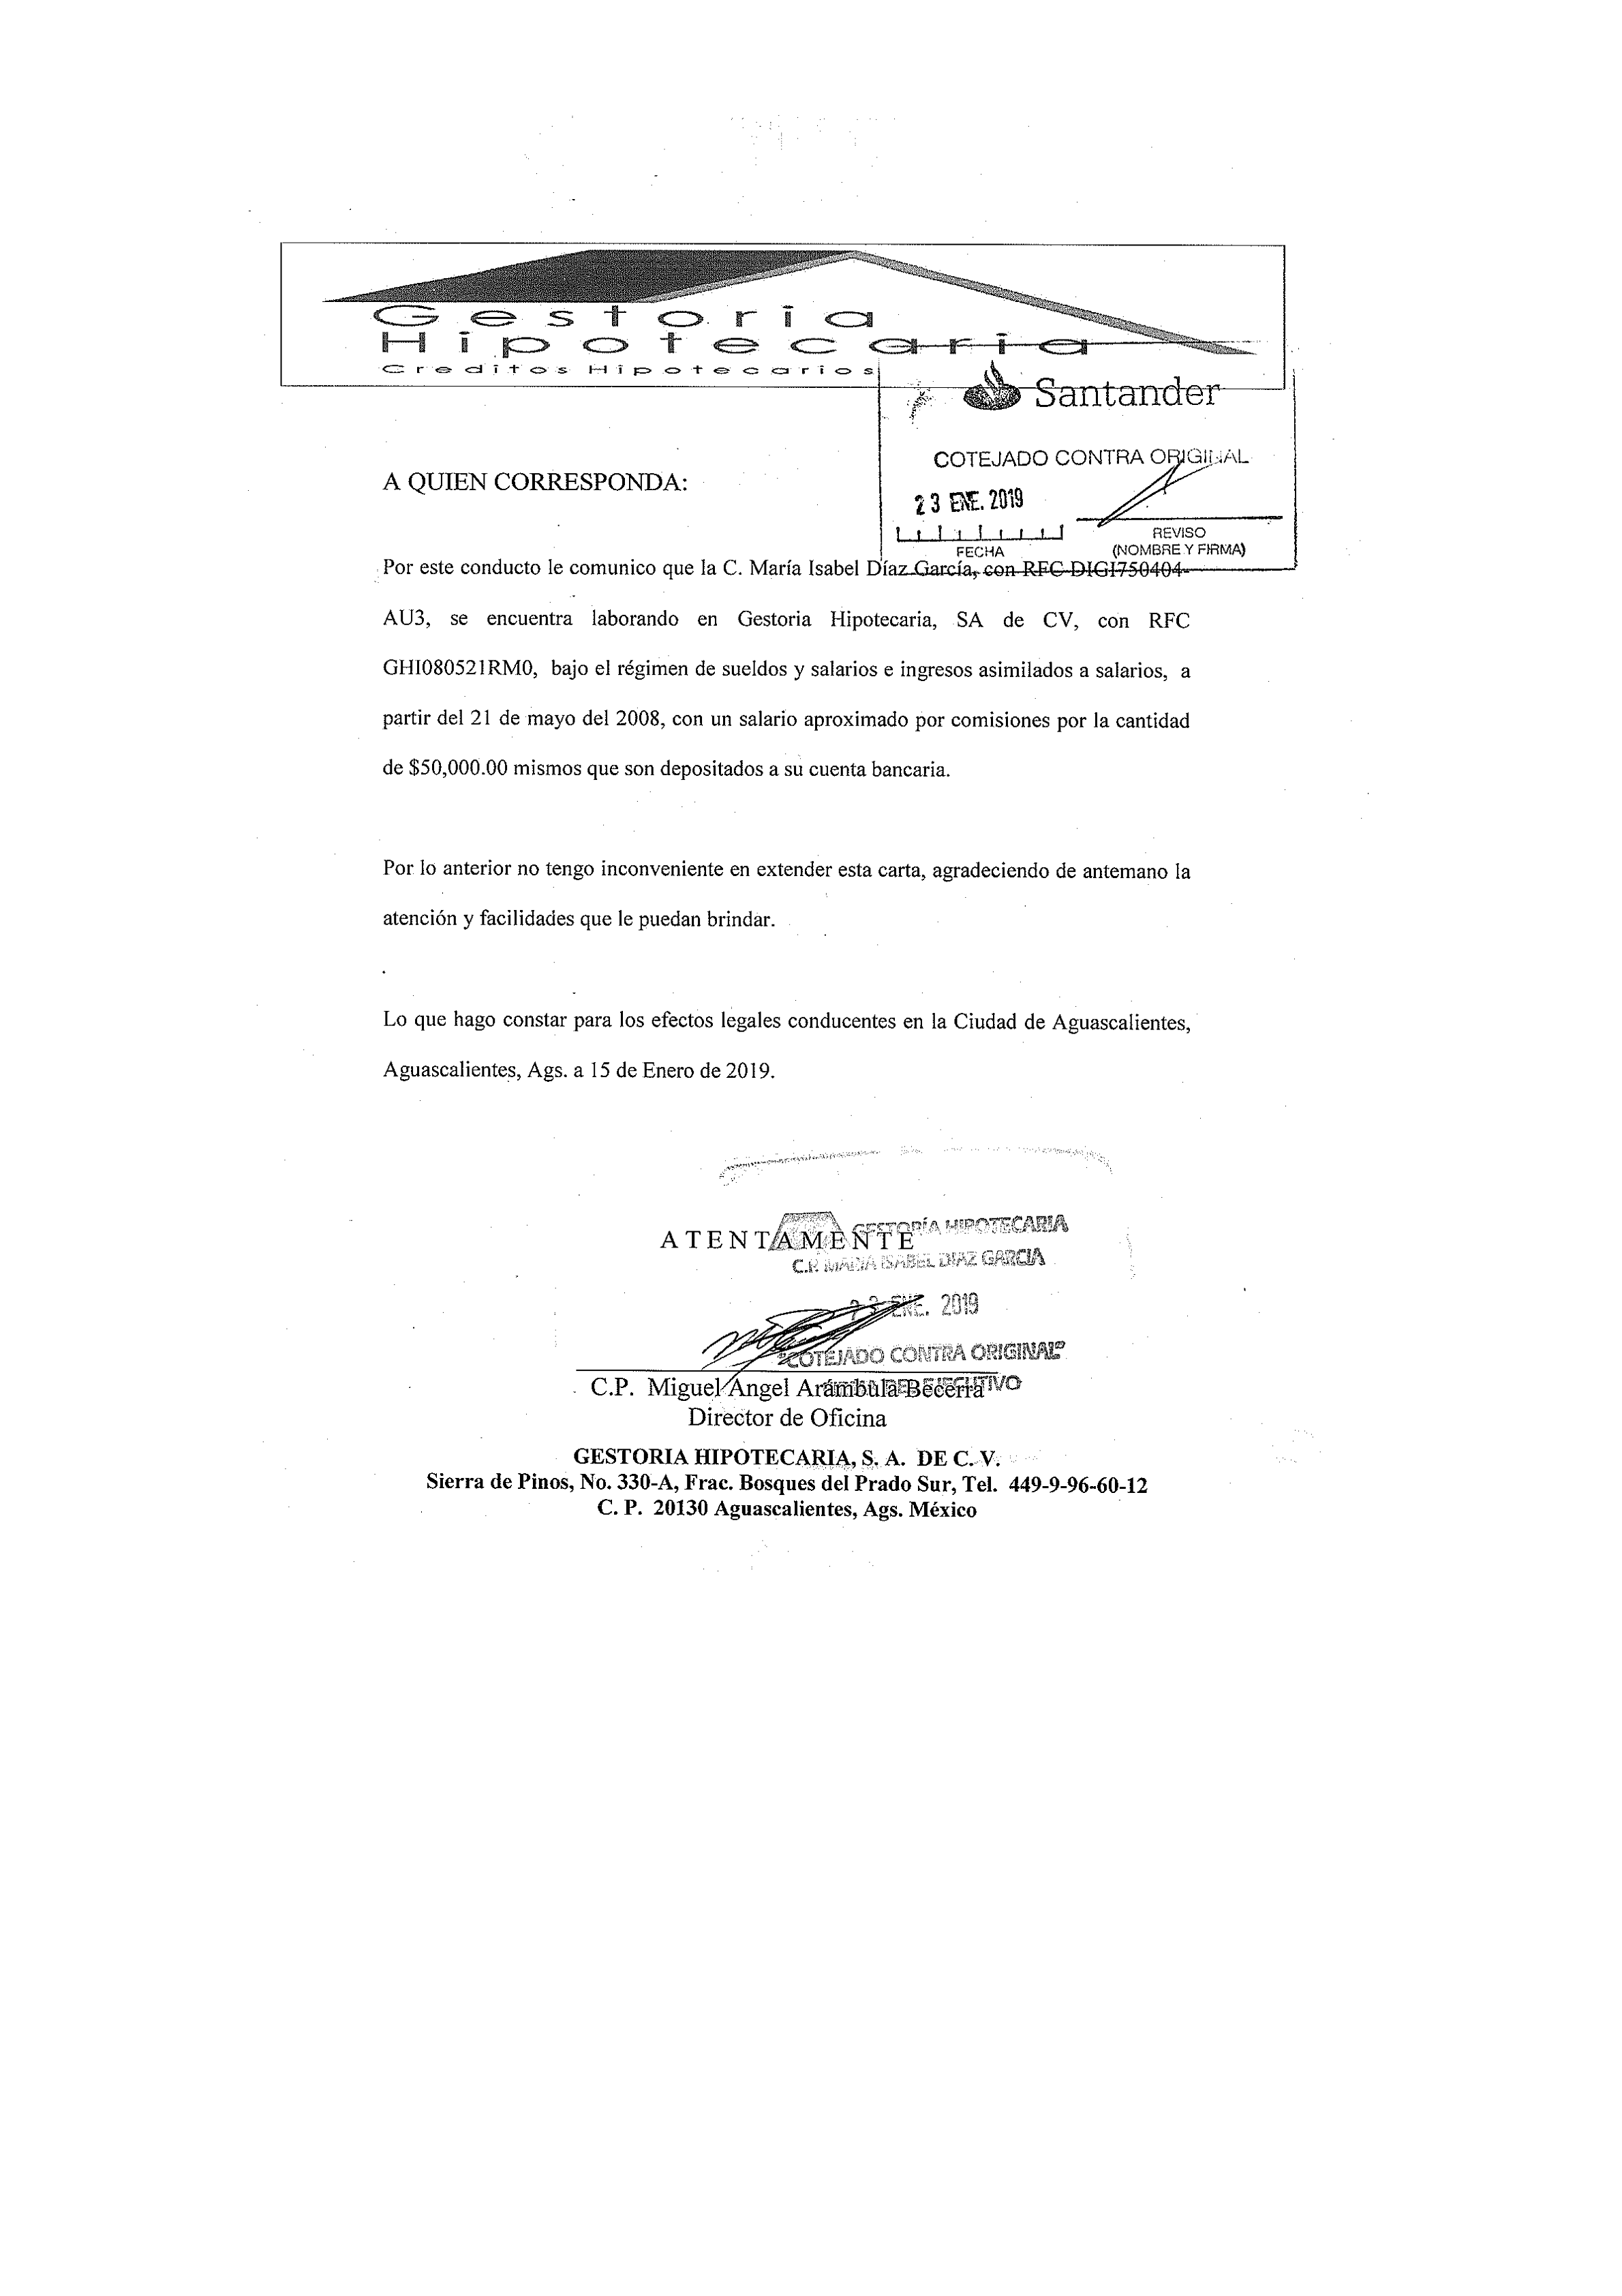 Gestoria
Hipotecaria
Creditos Hipotecarios
Santander
COTEJADO CONTRA ORIGINAL
23 ENE. 2019
FECHA
REVISO
(NOMBRE Y FIRMA)
A QUIEN CORRESPONDA:
Por este conducto le comunico que la C. María Isabel Díaz García, con RFC DIGI750404-
AU3, se encuentra laborando en Gestoria Hipotecaria, SA de CV, con RFC
GHI080521RM0, bajo el régimen de sueldos y salarios e ingresos asimilados a salarios, a
partir del 21 de mayo del 2008, con un salario aproximado por comisiones por la cantidad
de $50,000.00 mismos que son depositados a su cuenta bancaria.
Por lo anterior no tengo inconveniente en extender esta carta, agradeciendo de antemano la
atención y facilidades que le puedan brindar.
.
Lo que hago constar para los efectos legales conducentes en la Ciudad de Aguascalientes,
Aguascalientes, Ags. a 15 de Enero de 2019.
ATENTAMENTE
GESTORÍA HIPOTECARIA
C.P. MARIA ISABEL DIAZ GARCIA
ENE. 2019
"COTEJADO CONTRA ORIGINAL"
C.P. Miguel Angel Arámbula Becerra
Director de Oficina
GESTORIA HIPOTECARIA, S. A. DE C. V.
Sierra de Pinos, No. 330-A, Frac. Bosques del Prado Sur, Tel. 449-9-96-60-12
C. P. 20130 Aguascalientes, Ags. México